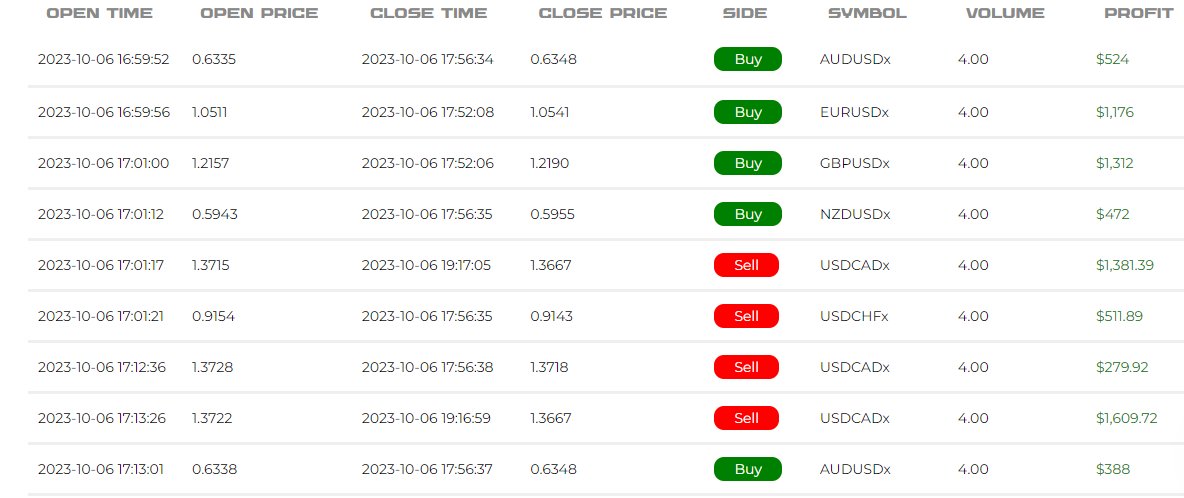 OPEN TIME OPEN PRICE CLOSE TIME CLOSE PRICE SIDE SYMBOL VOLUME PROFIT
2023-10-06 16:59:52 0.6335 2023-10-06 17:56:34 0.6348 Buy AUDUSDx 4.00 $524
2023-10-06 16:59:56 1.0511 2023-10-06 17:52:08 1.0541 Buy EURUSDx 4.00 $1,176
2023-10-06 17:01:00 1.2157 2023-10-06 17:52:06 1.2190 Buy GBPUSDx 4.00 $1,312
2023-10-06 17:01:12 0.5943 2023-10-06 17:56:35 0.5955 Buy NZDUSDx 4.00 $472
2023-10-06 17:01:17 1.3715 2023-10-06 19:17:05 1.3667 Sell USDCADx 4.00 $1,381.39
2023-10-06 17:01:21 0.9154 2023-10-06 17:56:35 0.9143 Sell USDCHFx 4.00 $511.89
2023-10-06 17:12:36 1.3728 2023-10-06 17:56:38 1.3718 Sell USDCADx 4.00 $279.92
2023-10-06 17:13:26 1.3722 2023-10-06 19:16:59 1.3667 Sell USDCADx 4.00 $1,609.72
2023-10-06 17:13:01 0.6338 2023-10-06 17:56:37 0.6348 Buy AUDUSDx 4.00 $388